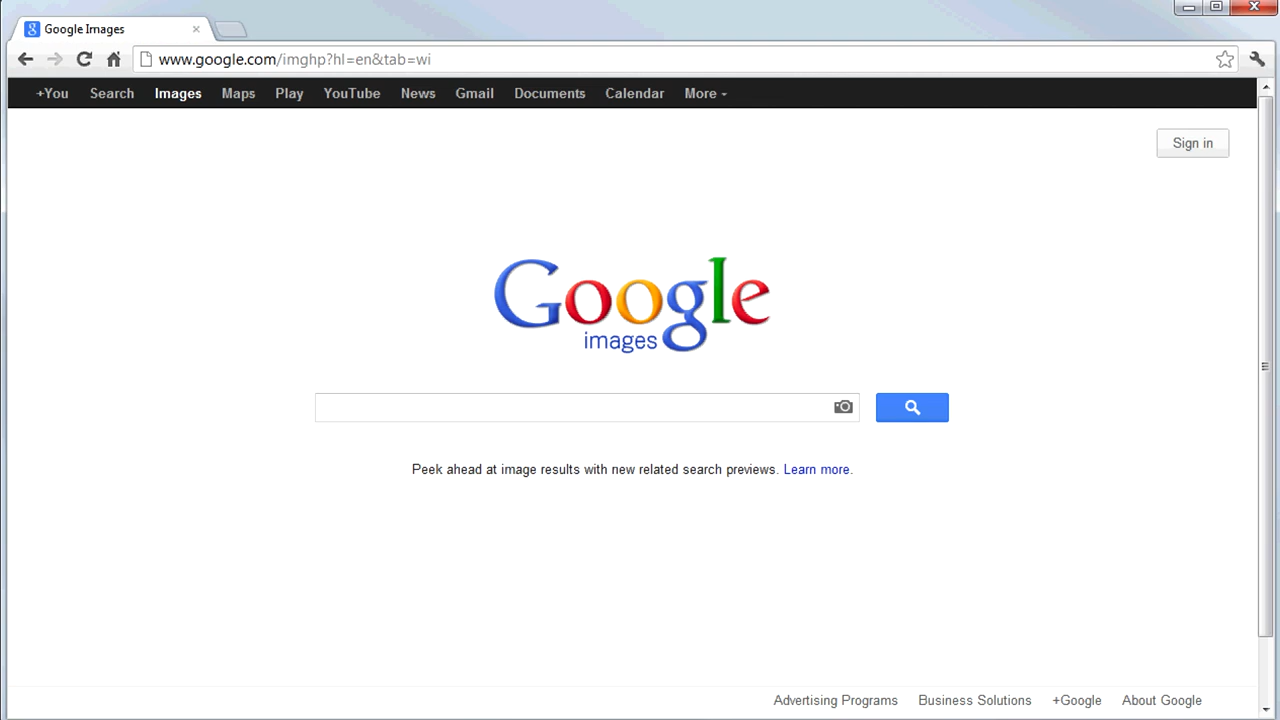 Google Images
www.google.com/imghp?hl=en&tab=wi
+You Search Images Maps Play YouTube News Gmail Documents Calendar More
Sign in
Google
images
Peek ahead at image results with new related search previews. Learn more.
Advertising Programs Business Solutions +Google About Google